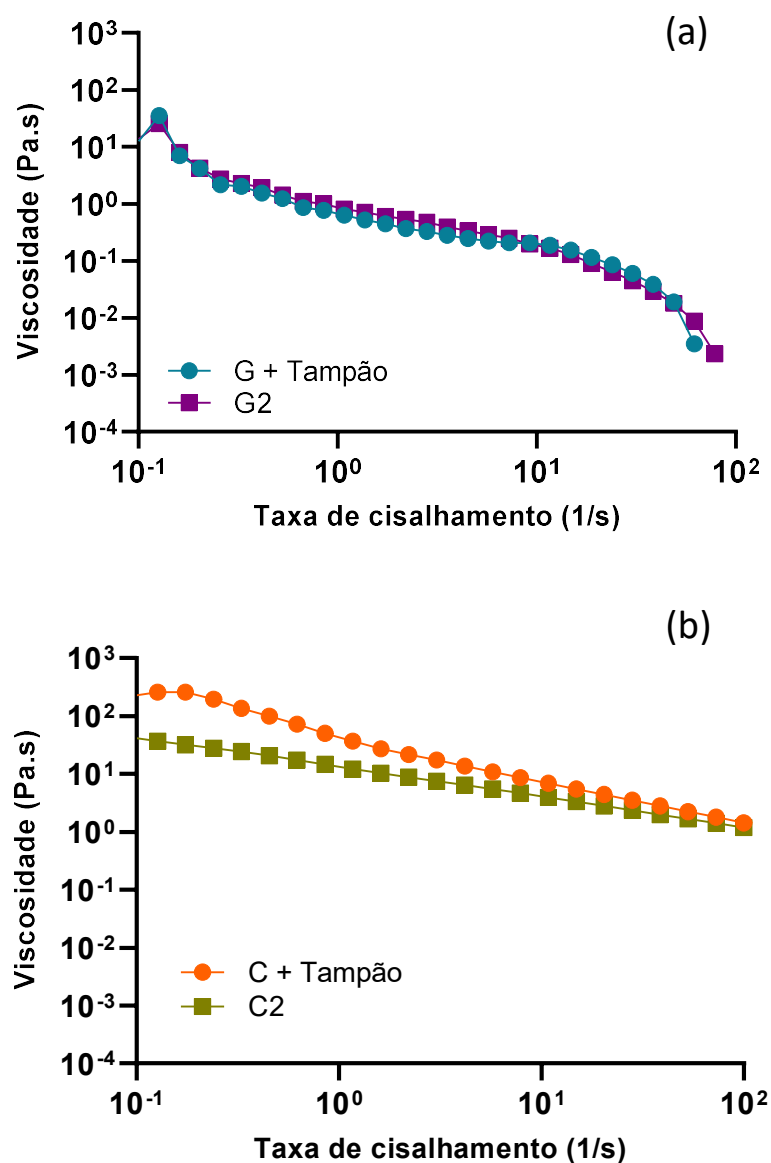 (a)
10³
10²
10¹
10⁰
10⁻¹
10⁻²
10⁻³
10⁻⁴
Viscosidade (Pa.s)
G + Tampão
G2
10⁻¹ 10⁰ 10¹ 10²
Taxa de cisalhamento (1/s)
(b)
10³
10²
10¹
10⁰
10⁻¹
10⁻²
10⁻³
10⁻⁴
Viscosidade (Pa.s)
C + Tampão
C2
10⁻¹ 10⁰ 10¹ 10²
Taxa de cisalhamento (1/s)